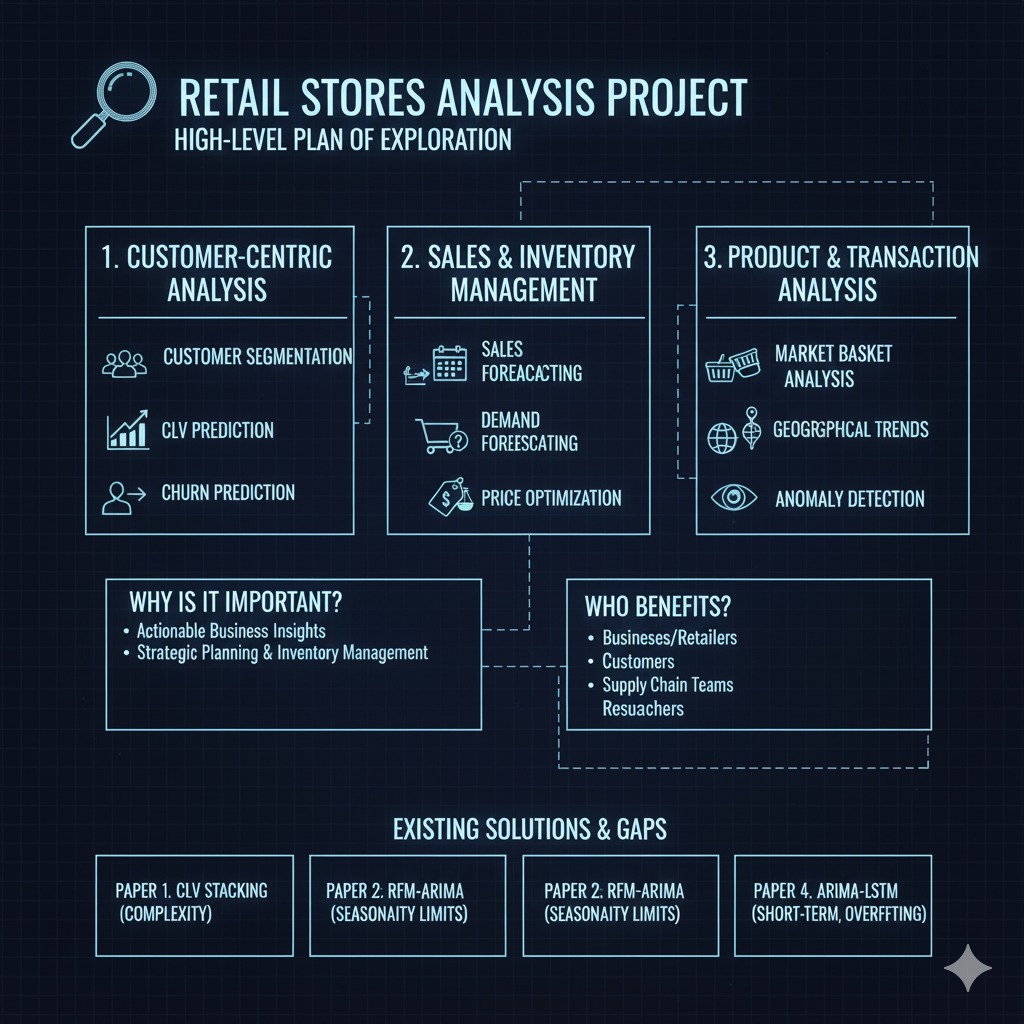 RETAIL STORES ANALYSIS PROJECT
HIGH-LEVEL PLAN OF EXPLORATION
1. CUSTOMER-CENTRIC
ANALYSIS
CUSTOMER SEGMENTATION
CLV PREDICTION
CHURN PREDICTION
2. SALES & INVENTORY
MANAGEMENT
SALES
FOREACACTING
DEMAND
FOREESCATING
$ PRICE OPTIMIZATION
3. PRODUCT & TRANSACTION
ANALYSIS
MARKET BASKET
ANALYSIS
GEOGRGPHCAL TRENDS
ANOMALY DETECTION
WHY IS IT IMPORTANT?
• Actionable Business Insights
• Strategic Planning & Inventory Management
WHO BENEFITS?
• Busineses/Retailers
• Customers
• Supply Chain Teams
Resuachers
EXISTING SOLUTIONS & GAPS
PAPER 1. CLV STACKING
(COMPLEXITY)
PAPER 2. RFM-ARIMA
(SEASONAITY LIMITS)
PAPER 2. RFM-ARIMA
(SEASONAITY LIMITS)
PAPER 4. ARIMA-LSTM
(SHORT-TERM, OVERFFTING)